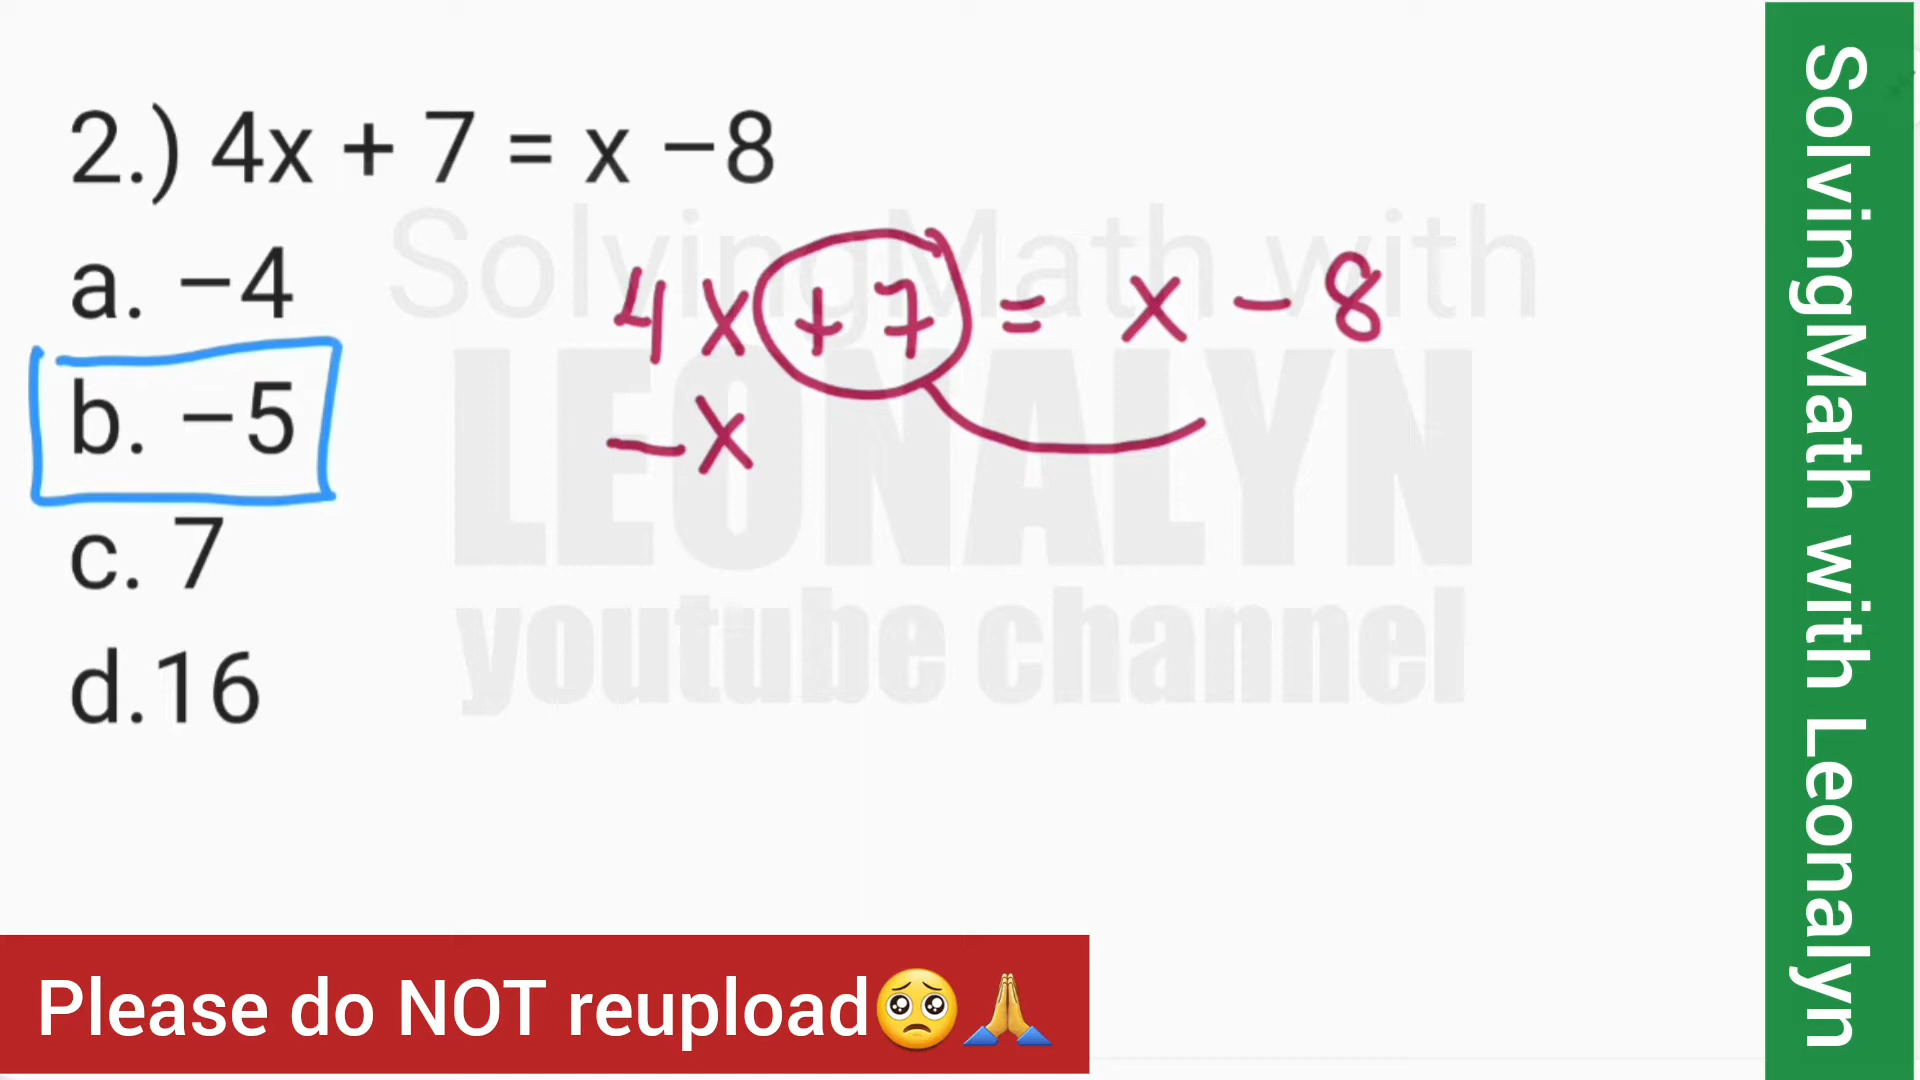 2.) 4x + 7 = x −8
a. −4
b. −5
c. 7
d.16
4x + 7 = x - 8
-x
SolvingMath with
LEONALYN
youtube channel
Please do NOT reupload🥺🙏
SolvingMath with Leonalyn